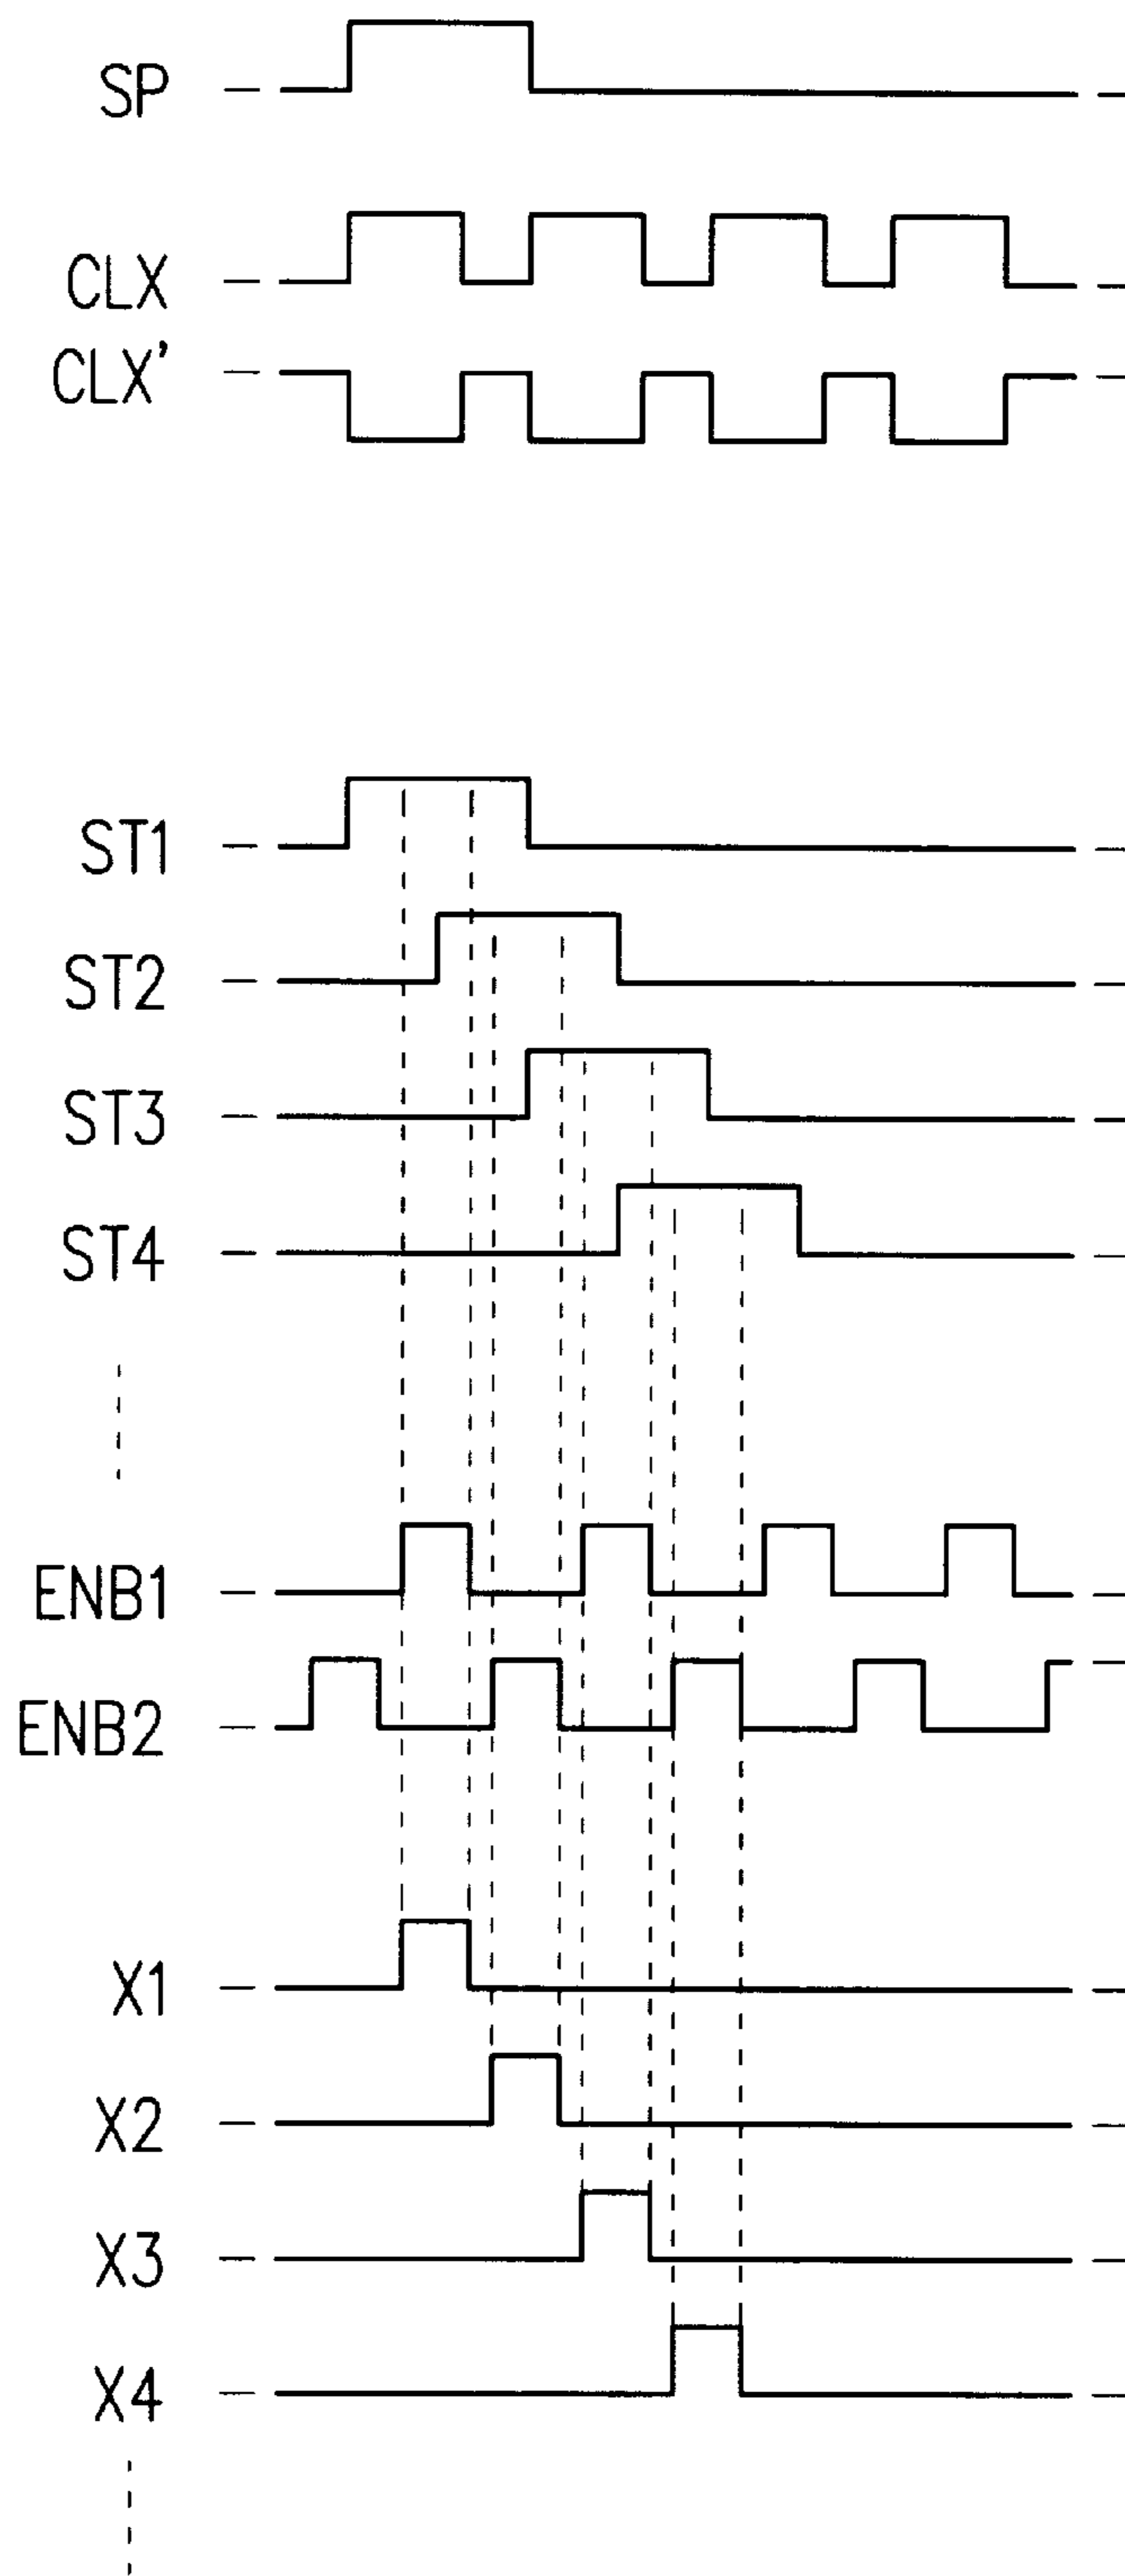 SP
CLX
CLX'
ST1
ST2
ST3
ST4
ENB1
ENB2
X1
X2
X3
X4